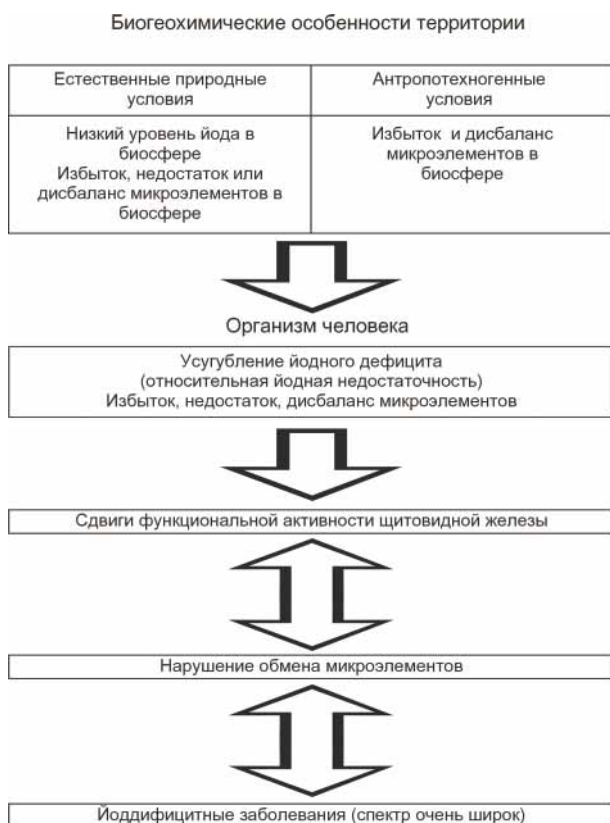 Биогеохимические особенности территории
Естественные природные
условия
Антропотехногенные
условия
Низкий уровень йода в
биосфере
Избыток, недостаток или
дисбаланс микроэлементов в
биосфере
Избыток и дисбаланс
микроэлементов в
биосфере
Организм человека
Усугубление йодного дефицита
(относительная йодная недостаточность)
Избыток, недостаток, дисбаланс микроэлементов
Сдвиги функциональной активности щитовидной железы
Нарушение обмена микроэлементов
Йоддифицитные заболевания (спектр очень широк)